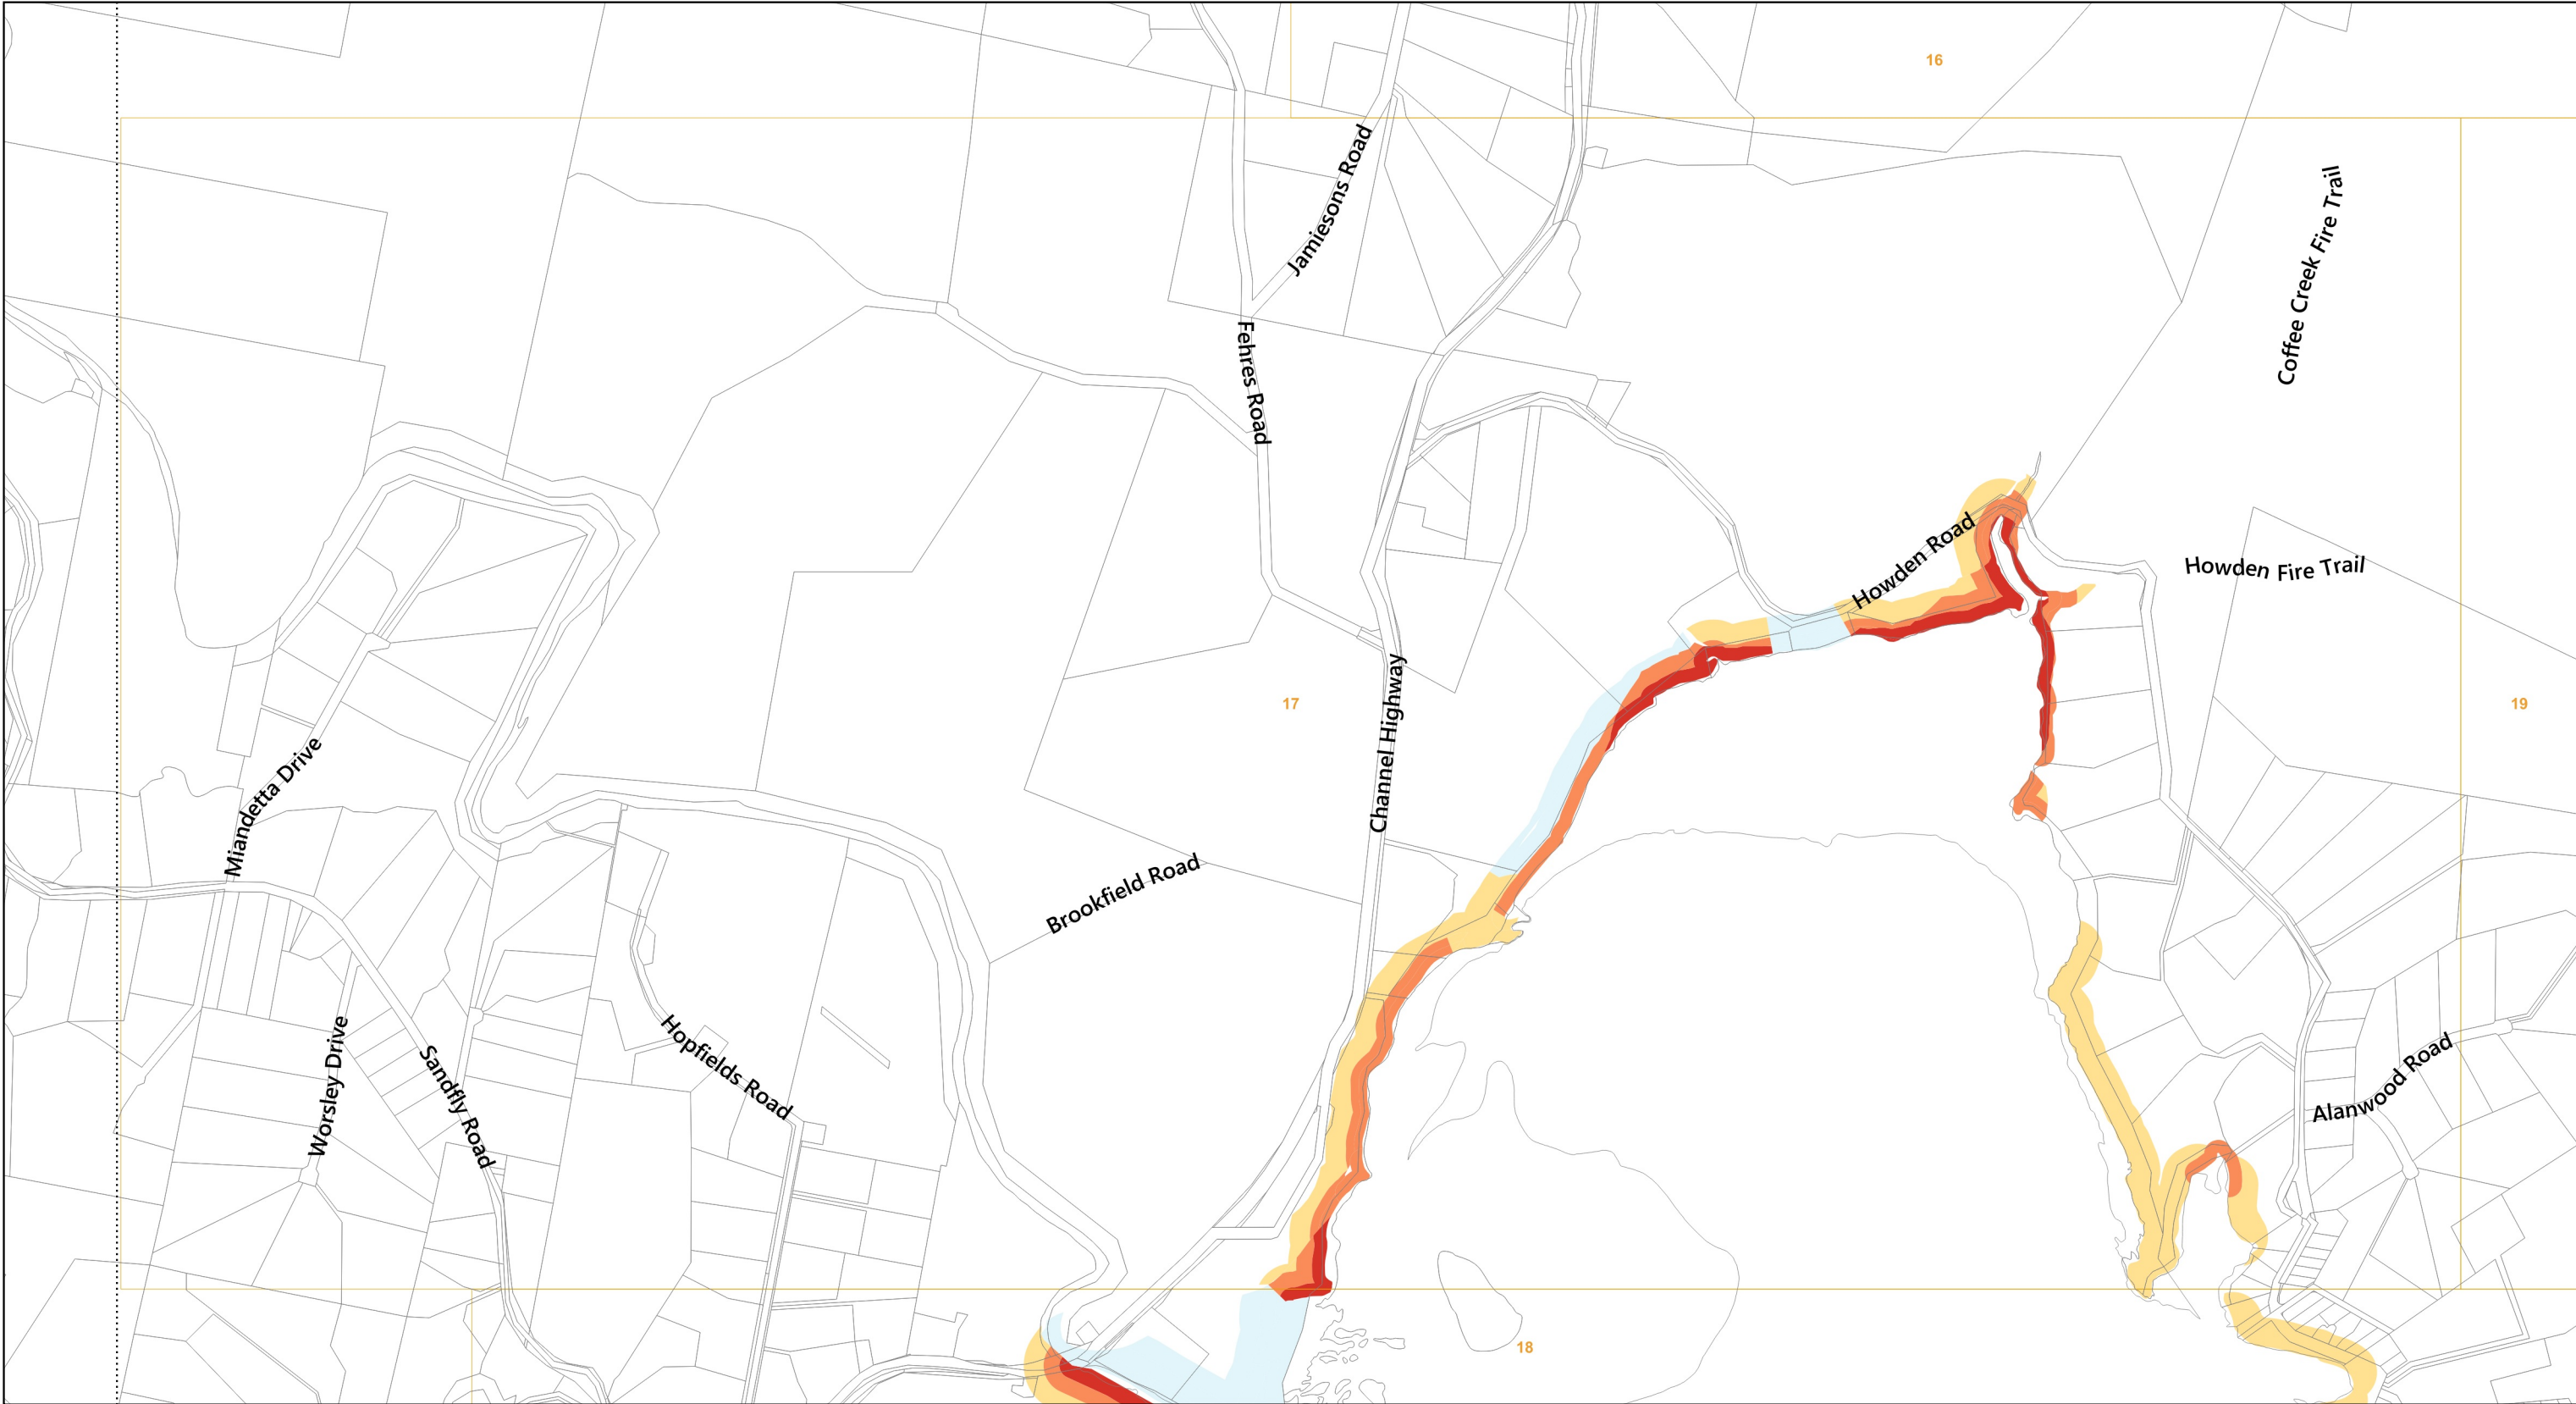 16
Jamiesons Road
Coffee Creek Fire Trail
Fehres Road
Howden Road
Howden Fire Trail
17
19
Channel Highway
Miandetta Drive
Brookfield Road
Worsley Drive
Sandfly Road
Hopfields Road
Alanwood Road
18